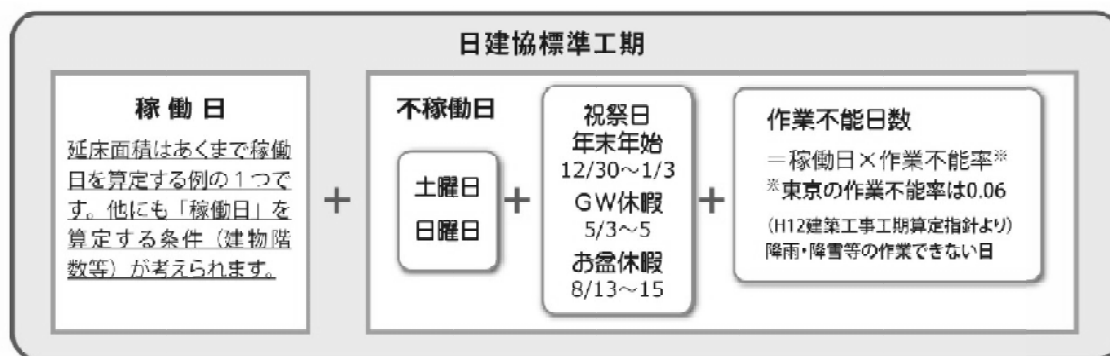 日建協標準工期
稼働日
延床面積はあくまで稼働
日を算定する例の1つで
す。他にも「稼働日」を
算定する条件（建物階
数等）が考えられます。
+
不稼働日
土曜日
日曜日
+
祝祭日
年末年始
12/30～1/3
GW休暇
5/3～5
お盆休暇
8/13～15
+
作業不能日数
＝稼働日×作業不能率※
※東京の作業不能率は0.06
（H12建築工事工期算定指針より）
降雨・降雪等の作業できない日